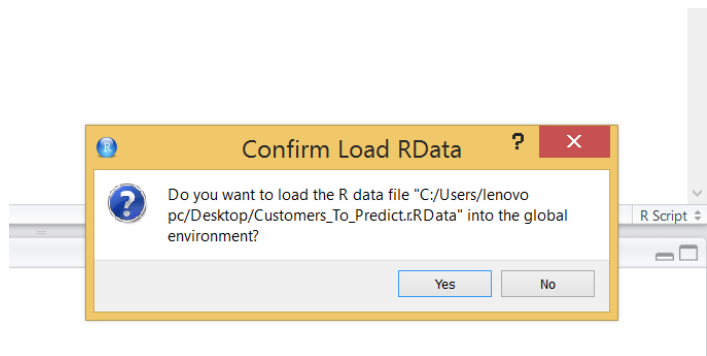 Confirm Load RData
?
Do you want to load the R data file "C:/Users/lenovo
pc/Desktop/Customers_To_Predict.r.RData" into the global
environment?
R Script
Yes
No